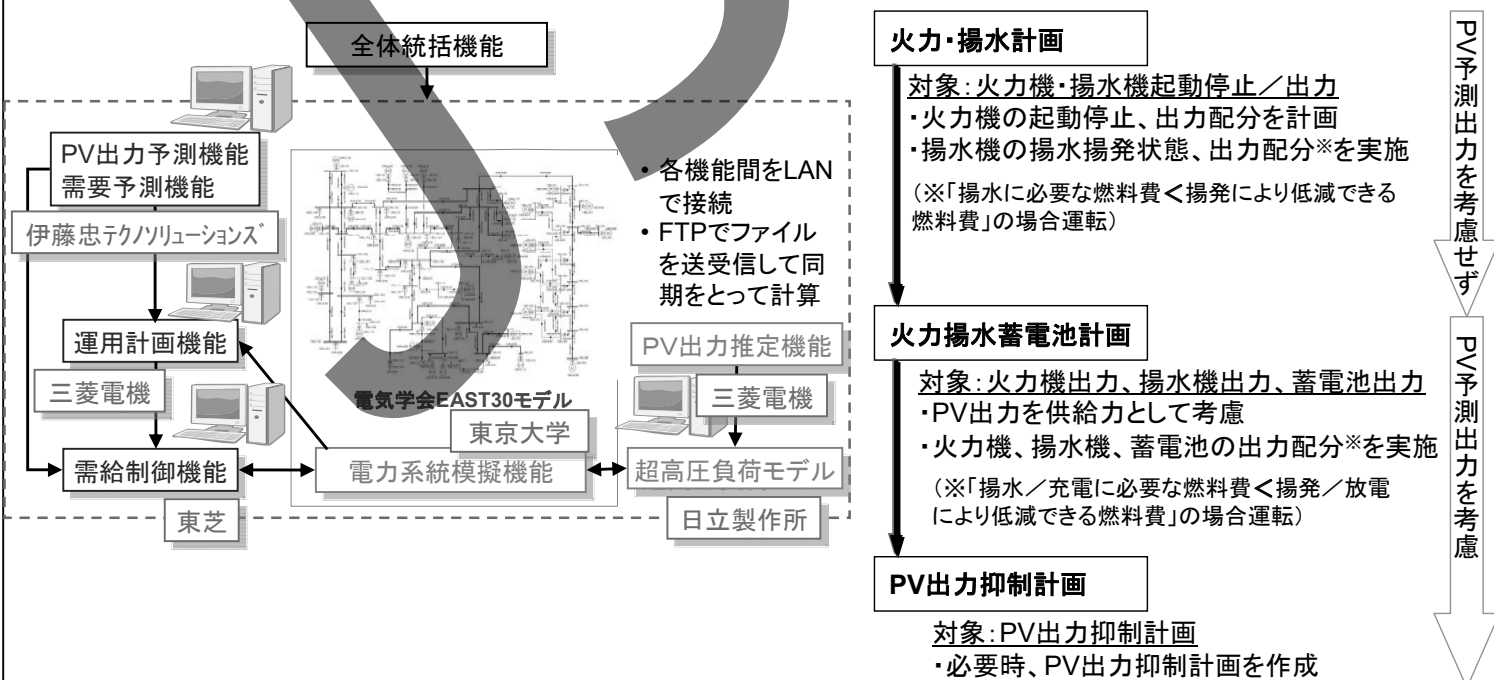 全体統括機能
PV出力予測機能
需要予測機能
伊藤忠テクノソリューションズ
運用計画機能
三菱電機
需給制御機能
東芝
電気学会EAST30モデル
東京大学
電力系統模擬機能
• 各機能間をLAN
で接続
• FTPでファイル
を送受信して同
期をとって計算
PV出力推定機能
三菱電機
超高圧負荷モデル
日立製作所
火力・揚水計画
対象：火力機・揚水機起動停止／出力
・火力機の起動停止、出力配分を計画
・揚水機の揚水揚発状態、出力配分※を実施
（※「揚水に必要な燃料費＜揚発により低減できる
燃料費」の場合運転）
火力揚水蓄電池計画
対象：火力機出力、揚水機出力、蓄電池出力
・PV出力を供給力として考慮
・火力機、揚水機、蓄電池の出力配分※を実施
（※「揚水／充電に必要な燃料費＜揚発／放電
により低減できる燃料費」の場合運転）
PV出力抑制計画
対象：PV出力抑制計画
・必要時、PV出力抑制計画を作成
PV予測出力を考慮せず
PV予測出力を考慮